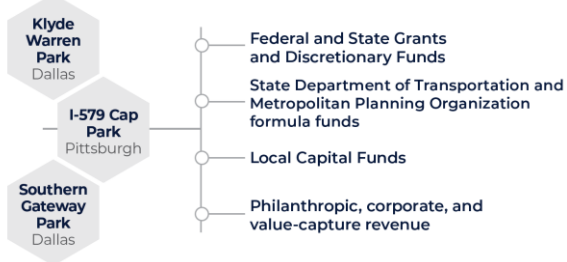 Klyde
Warren
Park
Dallas
I-579 Cap
Park
Pittsburgh
Southern
Gateway
Park
Dallas
Federal and State Grants
and Discretionary Funds
State Department of Transportation and
Metropolitan Planning Organization
formula funds
Local Capital Funds
Philanthropic, corporate, and
value-capture revenue